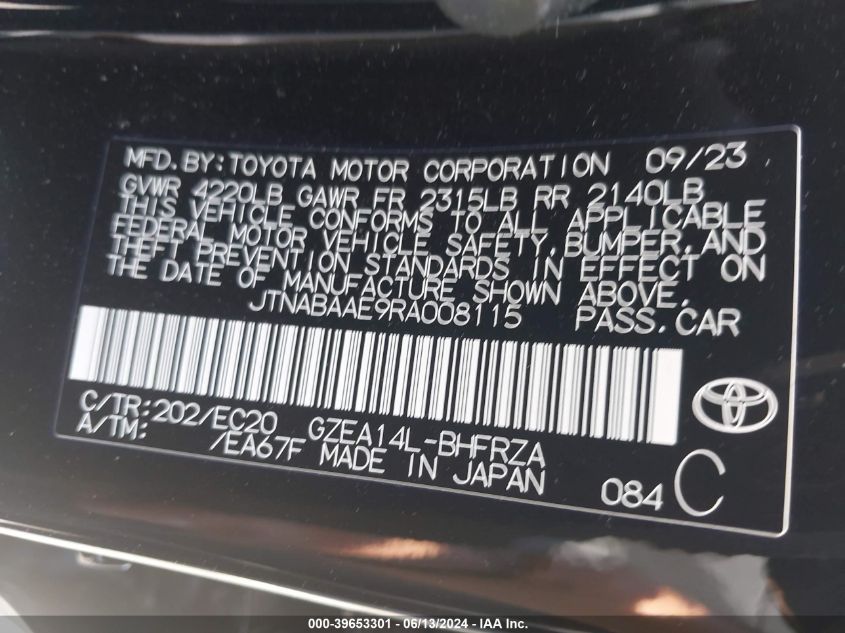 MFD.BY:TOYOTA MOTOR CORPORATION 09/23
GVWR 4220LB GAWR FR 2315LB RR 2140LB
THIS VEHICLE CONFORMS TO ALL APPLICABLE
FEDERAL MOTOR VEHICLE SAFETY,BUMPER,AND
THEFT PREVENTION STANDARDS IN EFFECT ON
THE DATE OF MANUFACTURE SHOWN ABOVE.
JTNABAAE9RA008115 PASS.CAR
C/TR:202/EC20 GZEA14L-BHFRZA
A/TM: /EA67F MADE IN JAPAN
084 C
000-39653301 - 06/13/2024 - IAA, Inc.